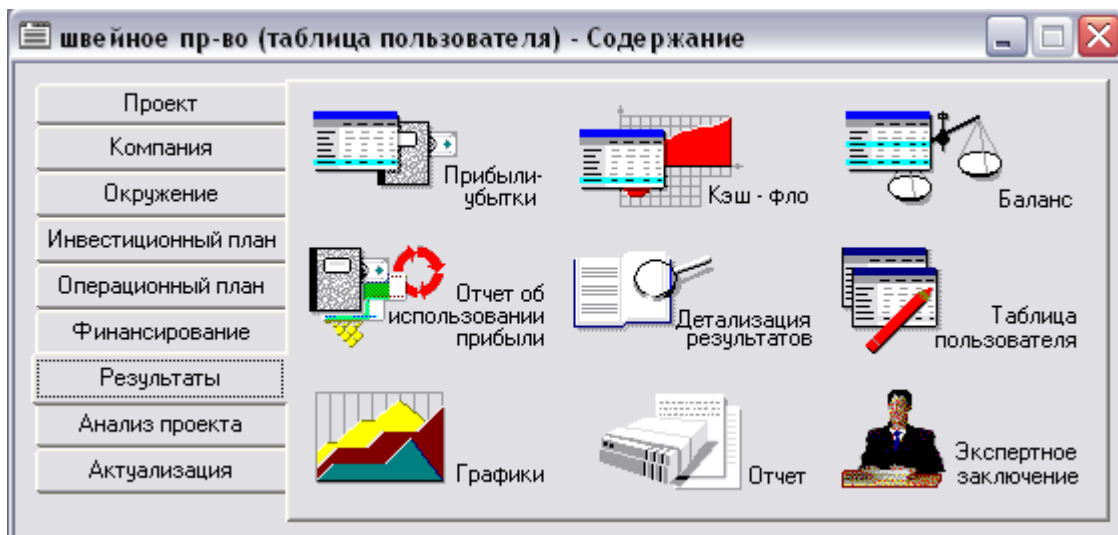 швейное пр-во (таблица пользователя) - Содержание
Проект
Компания
Окружение
Инвестиционный план
Операционный план
Финансирование
Результаты
Анализ проекта
Актуализация
Прибыли-
убытки
Кэш - фло
Баланс
Отчет об
использовании
прибыли
Детализация
результатов
Таблица
пользователя
Графики
Отчет
Экспертное
заключение